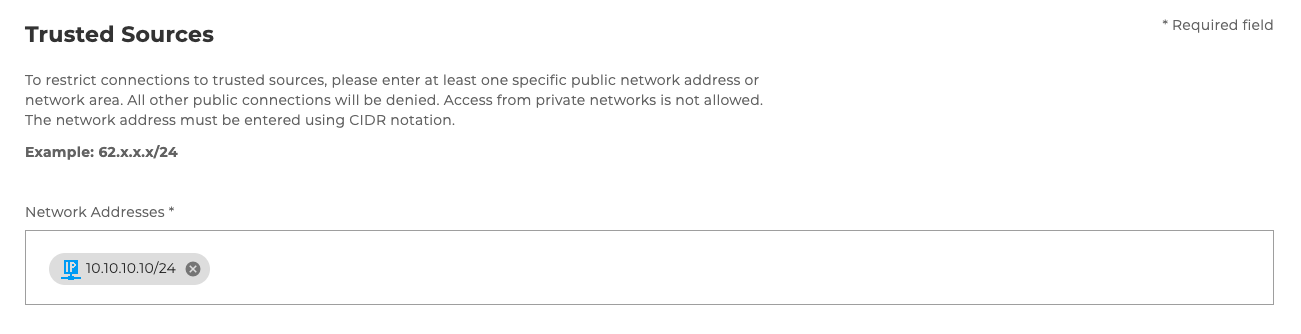 Trusted Sources
* Required field
To restrict connections to trusted sources, please enter at least one specific public network address or
network area. All other public connections will be denied. Access from private networks is not allowed.
The network address must be entered using CIDR notation.
Example: 62.x.x.x/24
Network Addresses *
IP 10.10.10.10/24